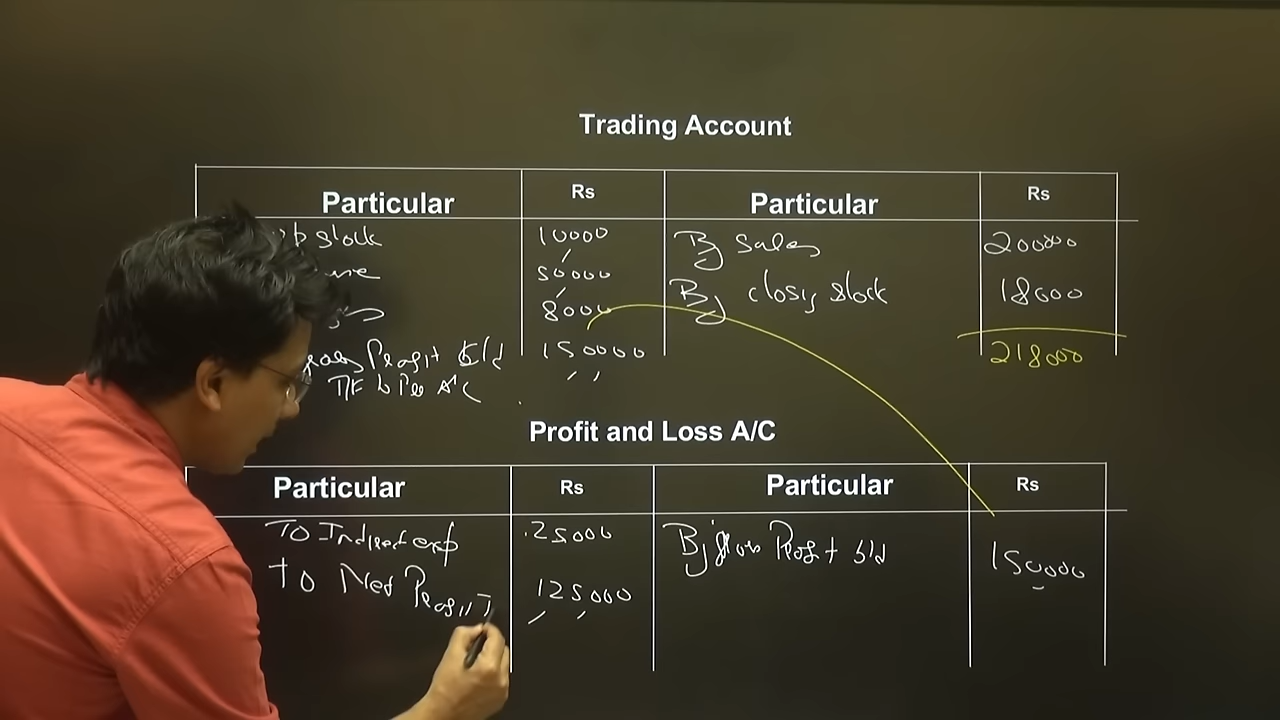 Trading Account
Particular Rs Particular Rs
stock 10000 By Sales 200000
50000 By closing stock 18000
8000
Profit 150000 218000
Profit and Loss A/C
Particular Rs Particular Rs
To Indirect exp 25000 By gross Profit b/d 150000
To Net Profit 125000